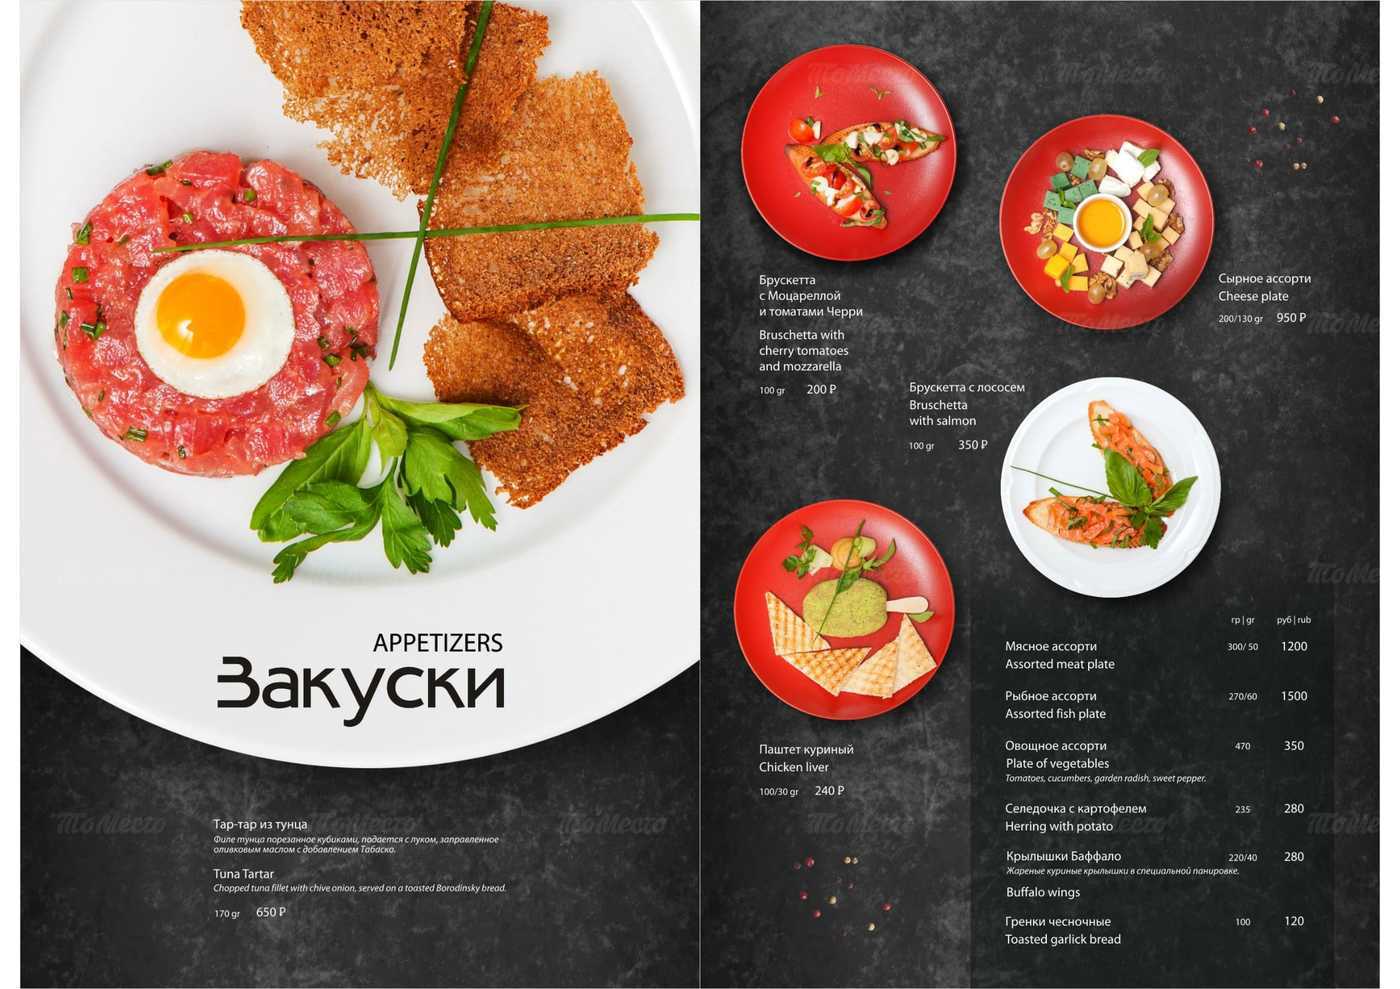 APPETIZERS
Закуски
Тар-тар из тунца
Филе тунца порезанное кубиками, подается с луком, заправленное
оливковым маслом с добавлением Табаско.
Tuna Tartar
Chopped tuna fillet with chive onion, served on a toasted Borodinsky bread.
170 gr 650 Р
Брускетта
с Моцареллой
и томатами Черри
Bruschetta with
cherry tomatoes
and mozzarella
100 gr 200 Р
Сырное ассорти
Cheese plate
200/130 gr 950 Р
Брускетта с лососем
Bruschetta
with salmon
100 gr 350 Р
Паштет куриный
Chicken liver
100/30 gr 240 Р
гр | gr руб | rub
Мясное ассорти 300/ 50 1200
Assorted meat plate
Рыбное ассорти 270/60 1500
Assorted fish plate
Овощное ассорти 470 350
Plate of vegetables
Tomatoes, cucumbers, garden radish, sweet pepper.
Селедочка с картофелем 235 280
Herring with potato
Крылышки Баффало 220/40 280
Жареные куриные крылышки в специальной панировке.
Buffalo wings
Гренки чесночные 100 120
Toasted garlick bread
ТоМесто
ТоМесто
ТоМесто
ТоМесто
ТоМесто
ТоМесто